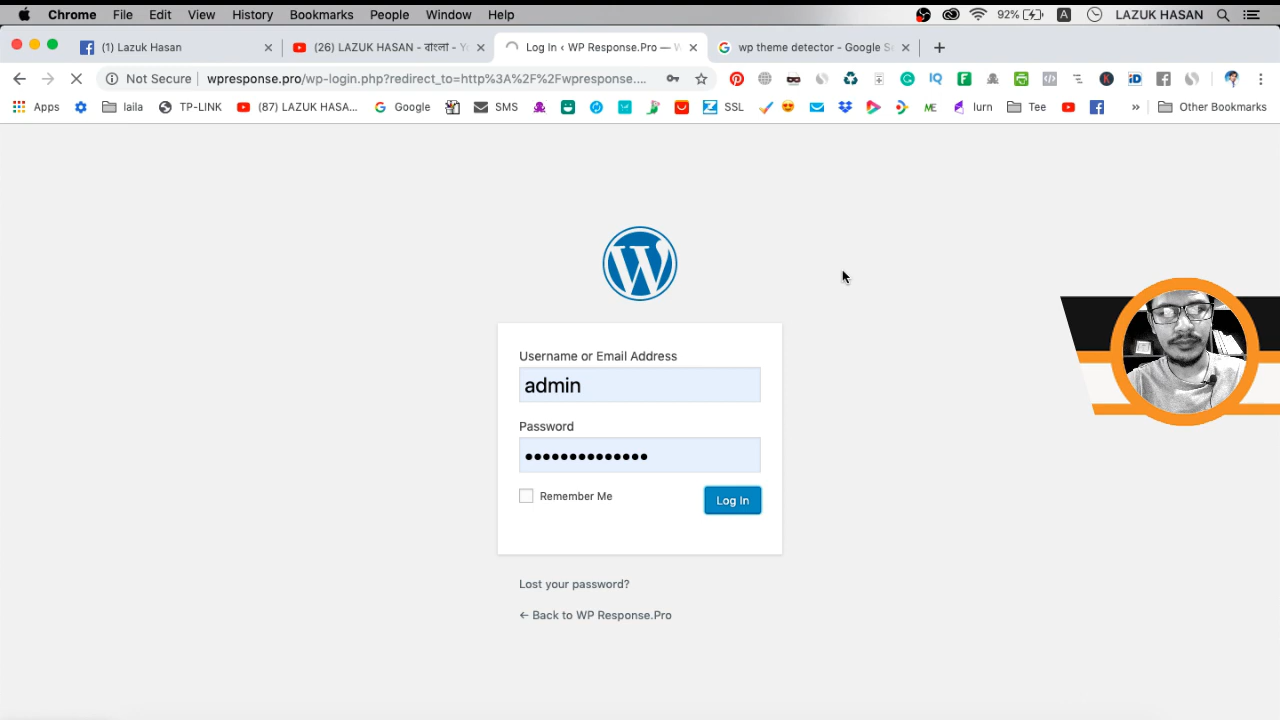 Chrome File Edit View History Bookmarks People Window Help 92% A LAZUK HASAN
(1) Lazuk Hasan (26) LAZUK HASAN - বাংলা - Y Log In ‹ WP Response.Pro — W wp theme detector - Google S
Not Secure wpresponse.pro/wp-login.php?redirect_to=http%3A%2F%2Fwpresponse....
Apps laila TP-LINK (87) LAZUK HASA... Google SMS SSL ME lurn Tee » Other Bookmarks
Username or Email Address
admin
Password
••••••••••••••
Remember Me Log In
Lost your password?
← Back to WP Response.Pro